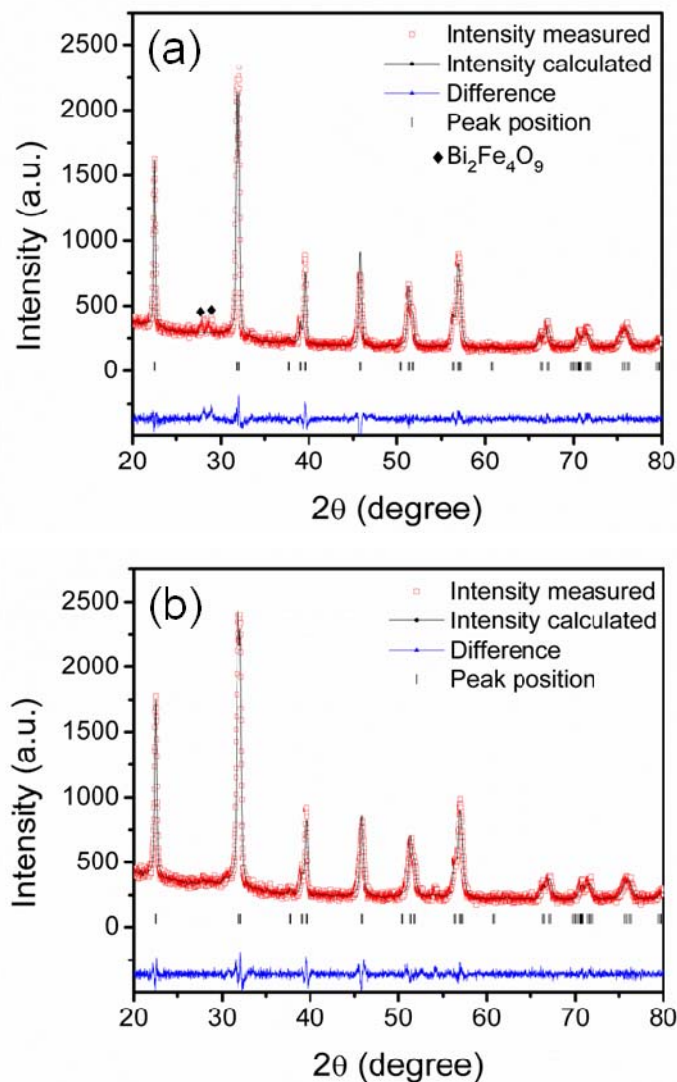 (a)
Intensity measured
Intensity calculated
Difference
Peak position
Bi2Fe4O9
Intensity (a.u.)
2500
2000
1500
1000
500
0
20 30 40 50 60 70 80
2θ (degree)
(b)
Intensity measured
Intensity calculated
Difference
Peak position
Intensity (a.u.)
2500
2000
1500
1000
500
0
20 30 40 50 60 70 80
2θ (degree)